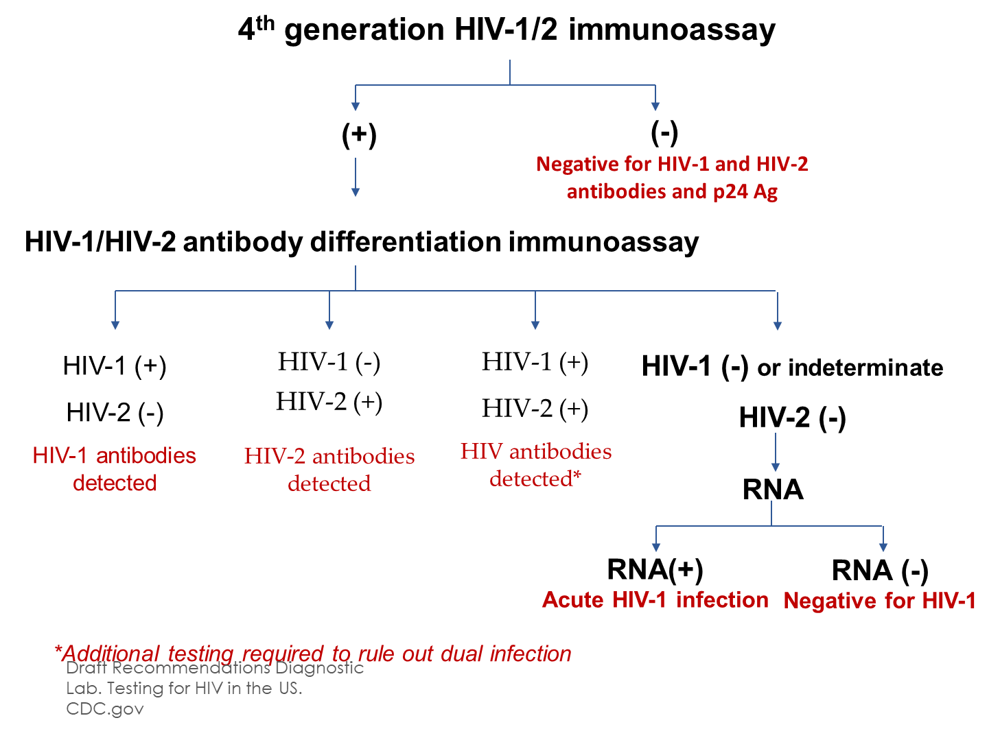 4th generation HIV-1/2 immunoassay
(+)
(-)
Negative for HIV-1 and HIV-2
antibodies and p24 Ag
HIV-1/HIV-2 antibody differentiation immunoassay
HIV-1 (+)
HIV-2 (-)
HIV-1 antibodies
detected
HIV-1 (-)
HIV-2 (+)
HIV-2 antibodies
detected
HIV-1 (+)
HIV-2 (+)
HIV antibodies
detected*
HIV-1 (-) or indeterminate
HIV-2 (-)
RNA
RNA(+)
Acute HIV-1 infection
RNA (-)
Negative for HIV-1
*Additional testing required to rule out dual infection
Draft Recommendations Diagnostic
Lab. Testing for HIV in the US.
CDC.gov